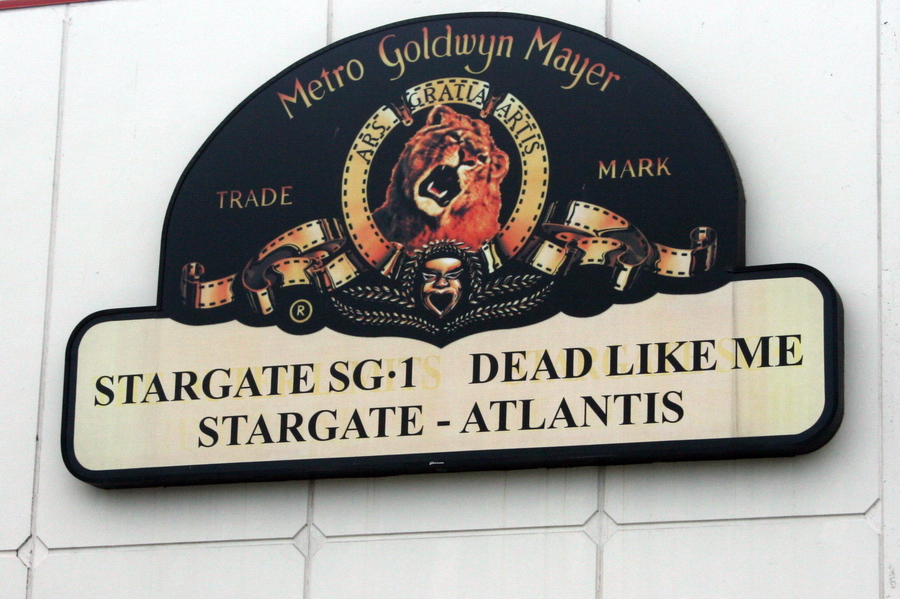 Metro Goldwyn Mayer
ARS GRATIA ARTIS
TRADE MARK
®
STARGATE SG·1 DEAD LIKE ME
STARGATE - ATLANTIS